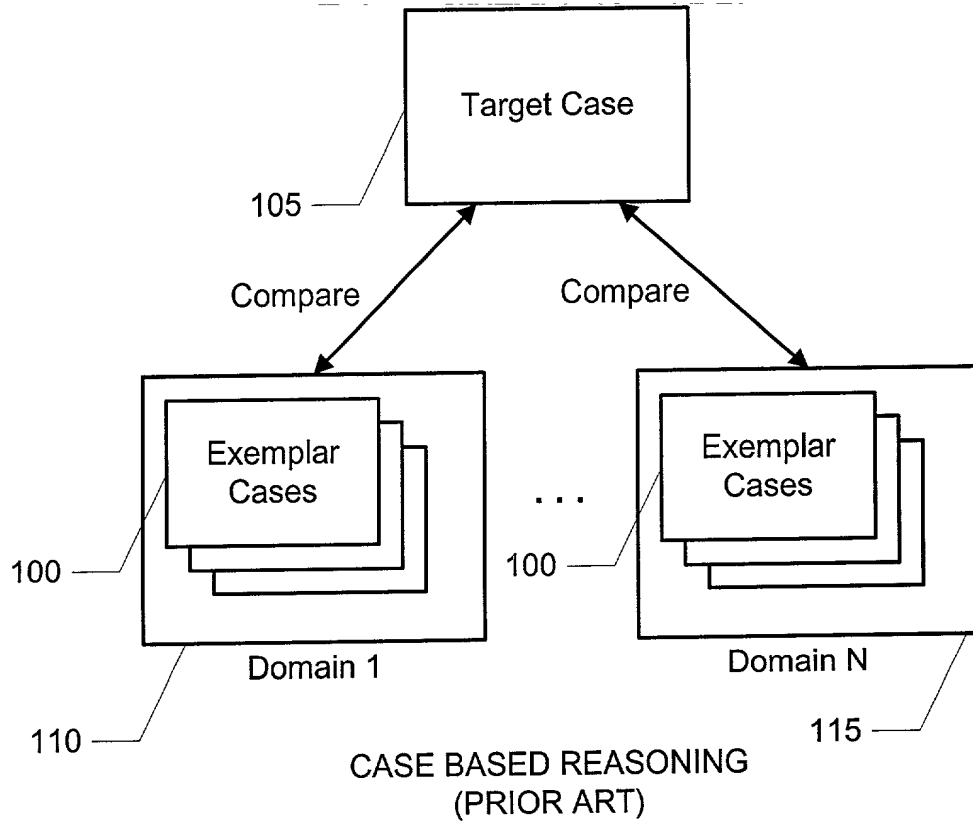 Target Case
105
Compare
Compare
Exemplar
Cases
Exemplar
Cases
. . .
100
100
Domain 1
Domain N
110
115
CASE BASED REASONING
(PRIOR ART)